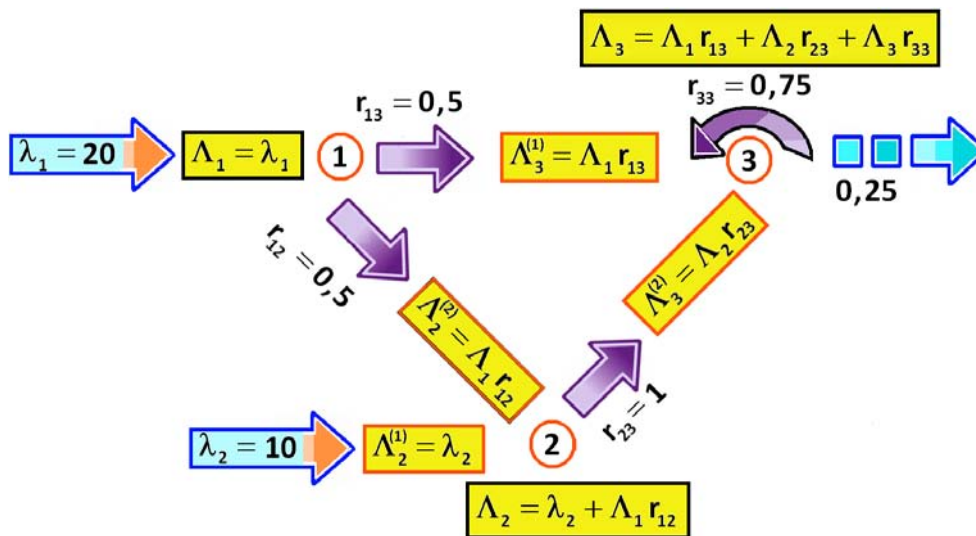 Λ₃ = Λ₁ r₁₃ + Λ₂ r₂₃ + Λ₃ r₃₃
r₁₃ = 0,5
r₃₃ = 0,75
λ₁ = 20
Λ₁ = λ₁
1
Λ₃⁽¹⁾ = Λ₁ r₁₃
3
0,25
r₁₂ = 0,5
Λ₃⁽²⁾ = Λ₂ r₂₃
Λ₂⁽²⁾ = Λ₁ r₁₂
r₂₃ = 1
λ₂ = 10
Λ₂⁽¹⁾ = λ₂
2
Λ₂ = λ₂ + Λ₁ r₁₂